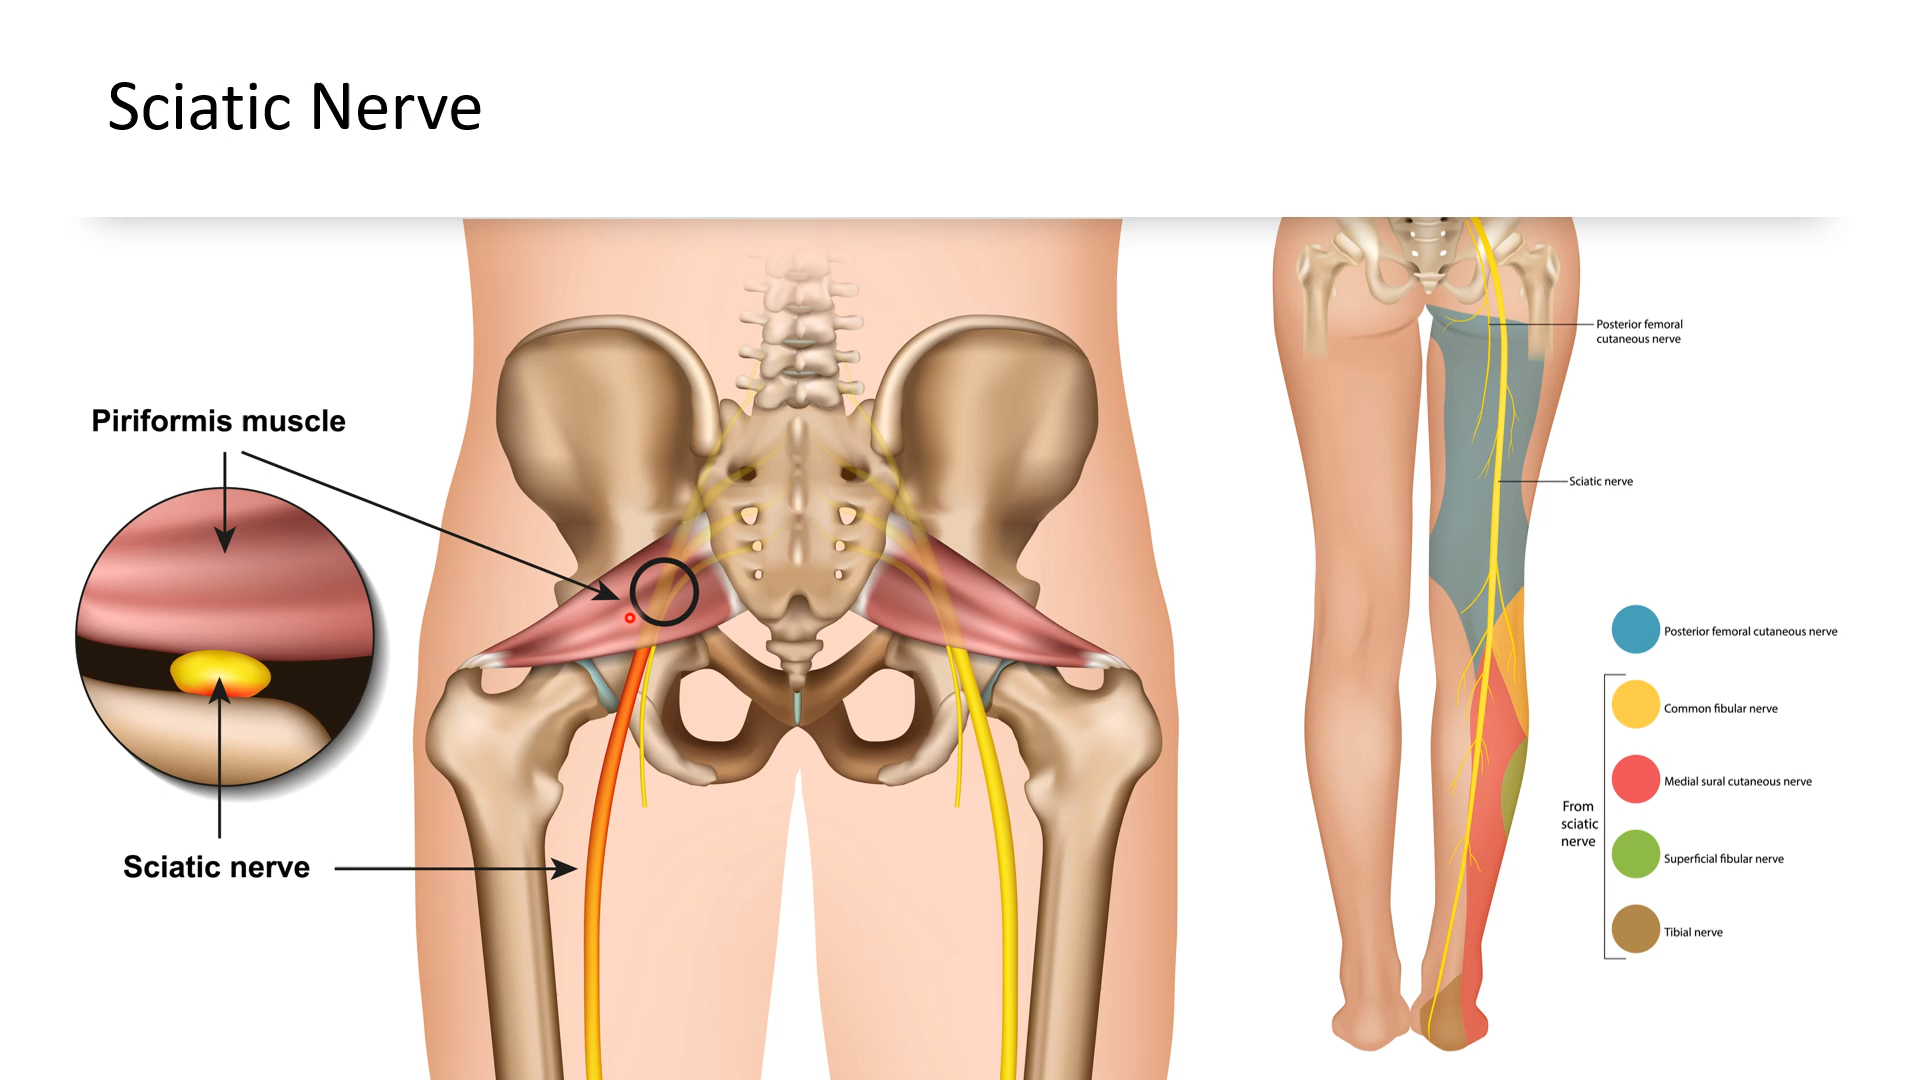 Sciatic Nerve
Piriformis muscle
Sciatic nerve
Posterior femoral
cutaneous nerve
Sciatic nerve
Posterior femoral cutaneous nerve
Common fibular nerve
Medial sural cutaneous nerve
From
sciatic
nerve
Superficial fibular nerve
Tibial nerve